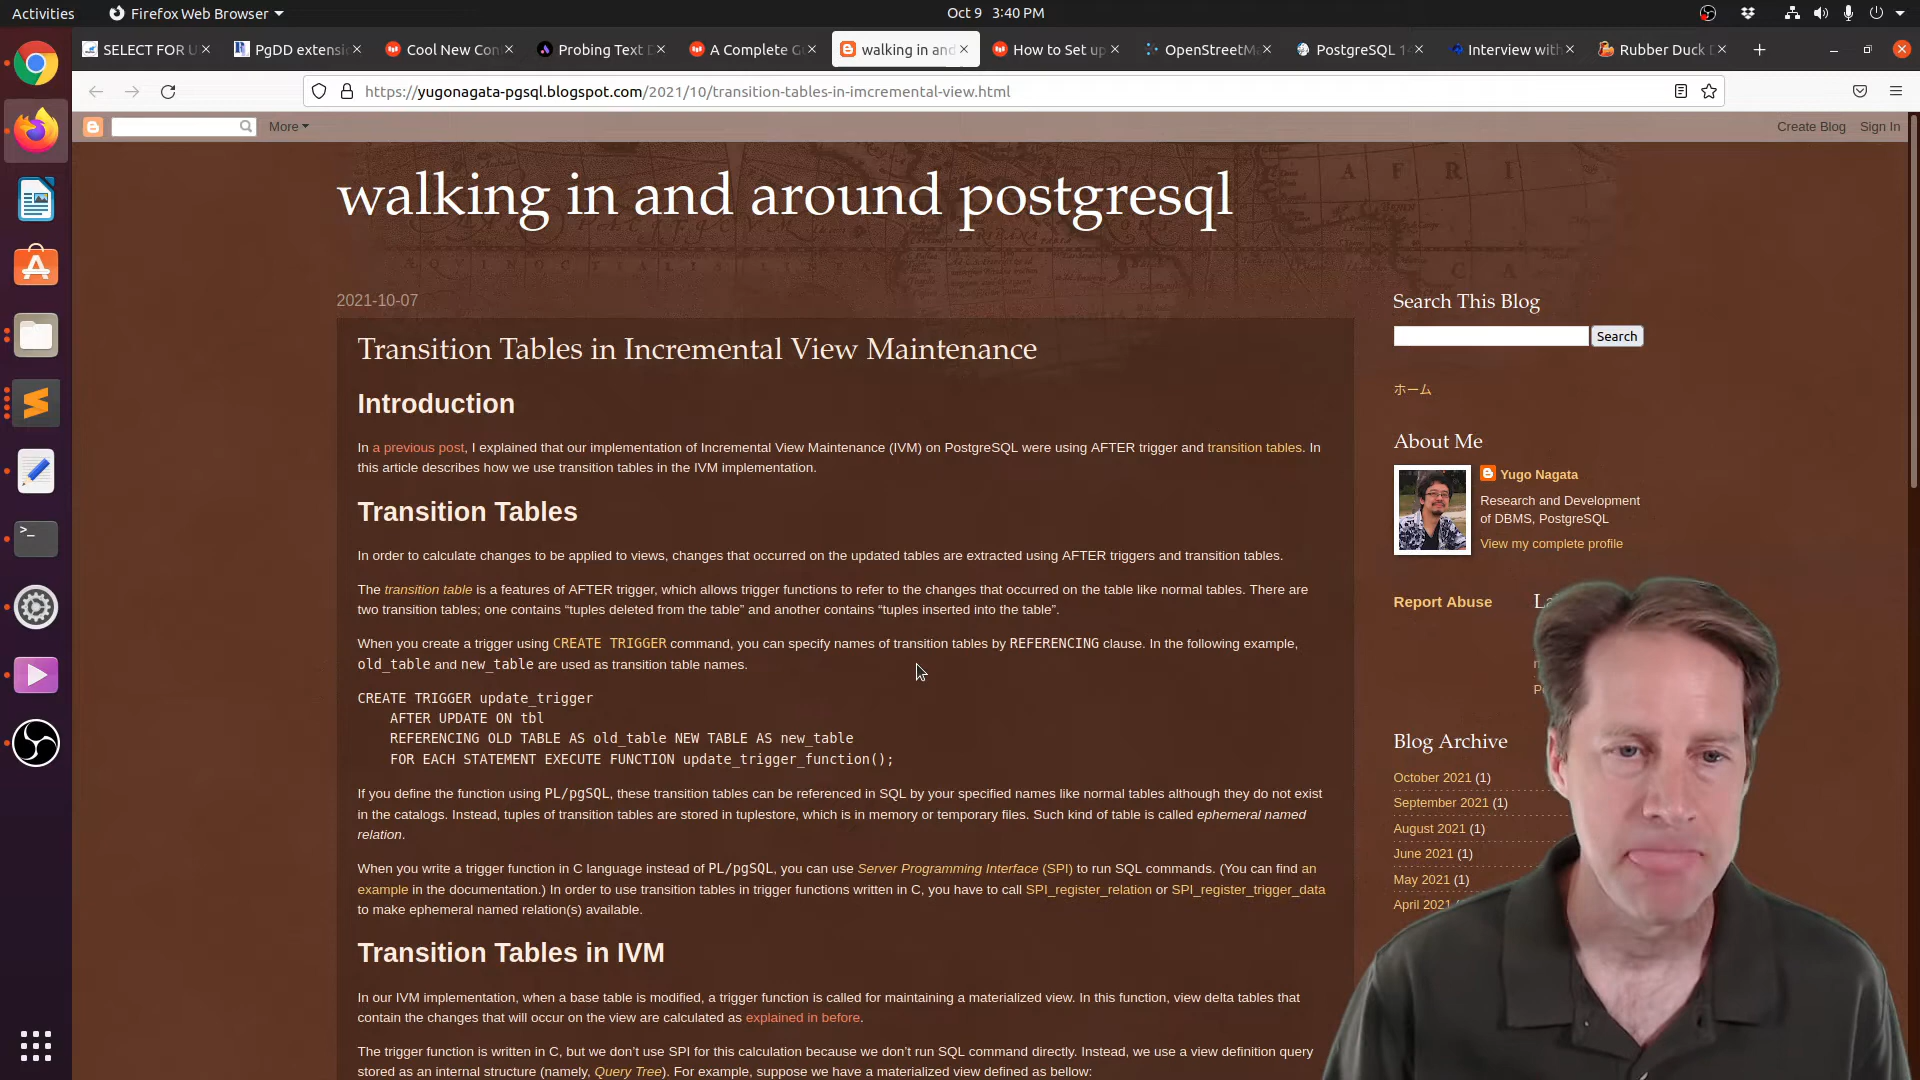 Activities
Firefox Web Browser
Oct 9 3:40 PM
SELECT FOR U
PgDD extensi
Cool New Con
Probing Text D
A Complete Gu
walking in and
How to Set up
OpenStreetMa
PostgreSQL 14
Interview with
Rubber Duck D
https://yugonagata-pgsql.blogspot.com/2021/10/transition-tables-in-imcremental-view.html
More
Create Blog
Sign In
walking in and around postgresql
2021-10-07
Transition Tables in Incremental View Maintenance
Introduction
In a previous post, I explained that our implementation of Incremental View Maintenance (IVM) on PostgreSQL were using AFTER trigger and transition tables. In
this article describes how we use transition tables in the IVM implementation.
Transition Tables
In order to calculate changes to be applied to views, changes that occurred on the updated tables are extracted using AFTER triggers and transition tables.
The transition table is a features of AFTER trigger, which allows trigger functions to refer to the changes that occurred on the table like normal tables. There are
two transition tables; one contains “tuples deleted from the table” and another contains “tuples inserted into the table”.
When you create a trigger using CREATE TRIGGER command, you can specify names of transition tables by REFERENCING clause. In the following example,
old_table and new_table are used as transition table names.
CREATE TRIGGER update_trigger
AFTER UPDATE ON tbl
REFERENCING OLD TABLE AS old_table NEW TABLE AS new_table
FOR EACH STATEMENT EXECUTE FUNCTION update_trigger_function();
If you define the function using PL/pgSQL, these transition tables can be referenced in SQL by your specified names like normal tables although they do not exist
in the catalogs. Instead, tuples of transition tables are stored in tuplestore, which is in memory or temporary files. Such kind of table is called ephemeral named
relation.
When you write a trigger function in C language instead of PL/pgSQL, you can use Server Programming Interface (SPI) to run SQL commands. (You can find an
example in the documentation.) In order to use transition tables in trigger functions written in C, you have to call SPI_register_relation or SPI_register_trigger_data
to make ephemeral named relation(s) available.
Transition Tables in IVM
In our IVM implementation, when a base table is modified, a trigger function is called for maintaining a materialized view. In this function, view delta tables that
contain the changes that will occur on the view are calculated as explained in before.
The trigger function is written in C, but we don’t use SPI for this calculation because we don’t run SQL command directly. Instead, we use a view definition query
stored as an internal structure (namely, Query Tree). For example, suppose we have a materialized view defined as bellow:
Search This Blog
Search
ホーム
About Me
Yugo Nagata
Research and Development
of DBMS, PostgreSQL
View my complete profile
Report Abuse
Blog Archive
October 2021 (1)
September 2021 (1)
August 2021 (1)
June 2021 (1)
May 2021 (1)
April 2021